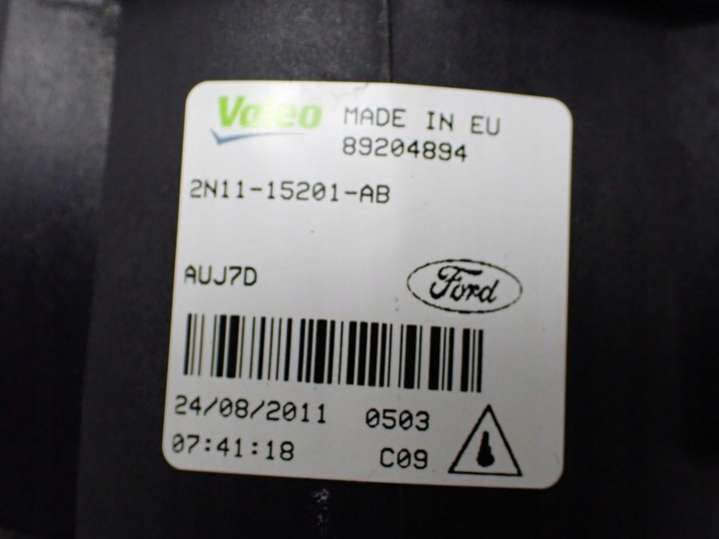 Valeo MADE IN EU
89204894
2N11-15201-AB
AUJ7D Ford
24/08/2011 0503
07:41:18 C09